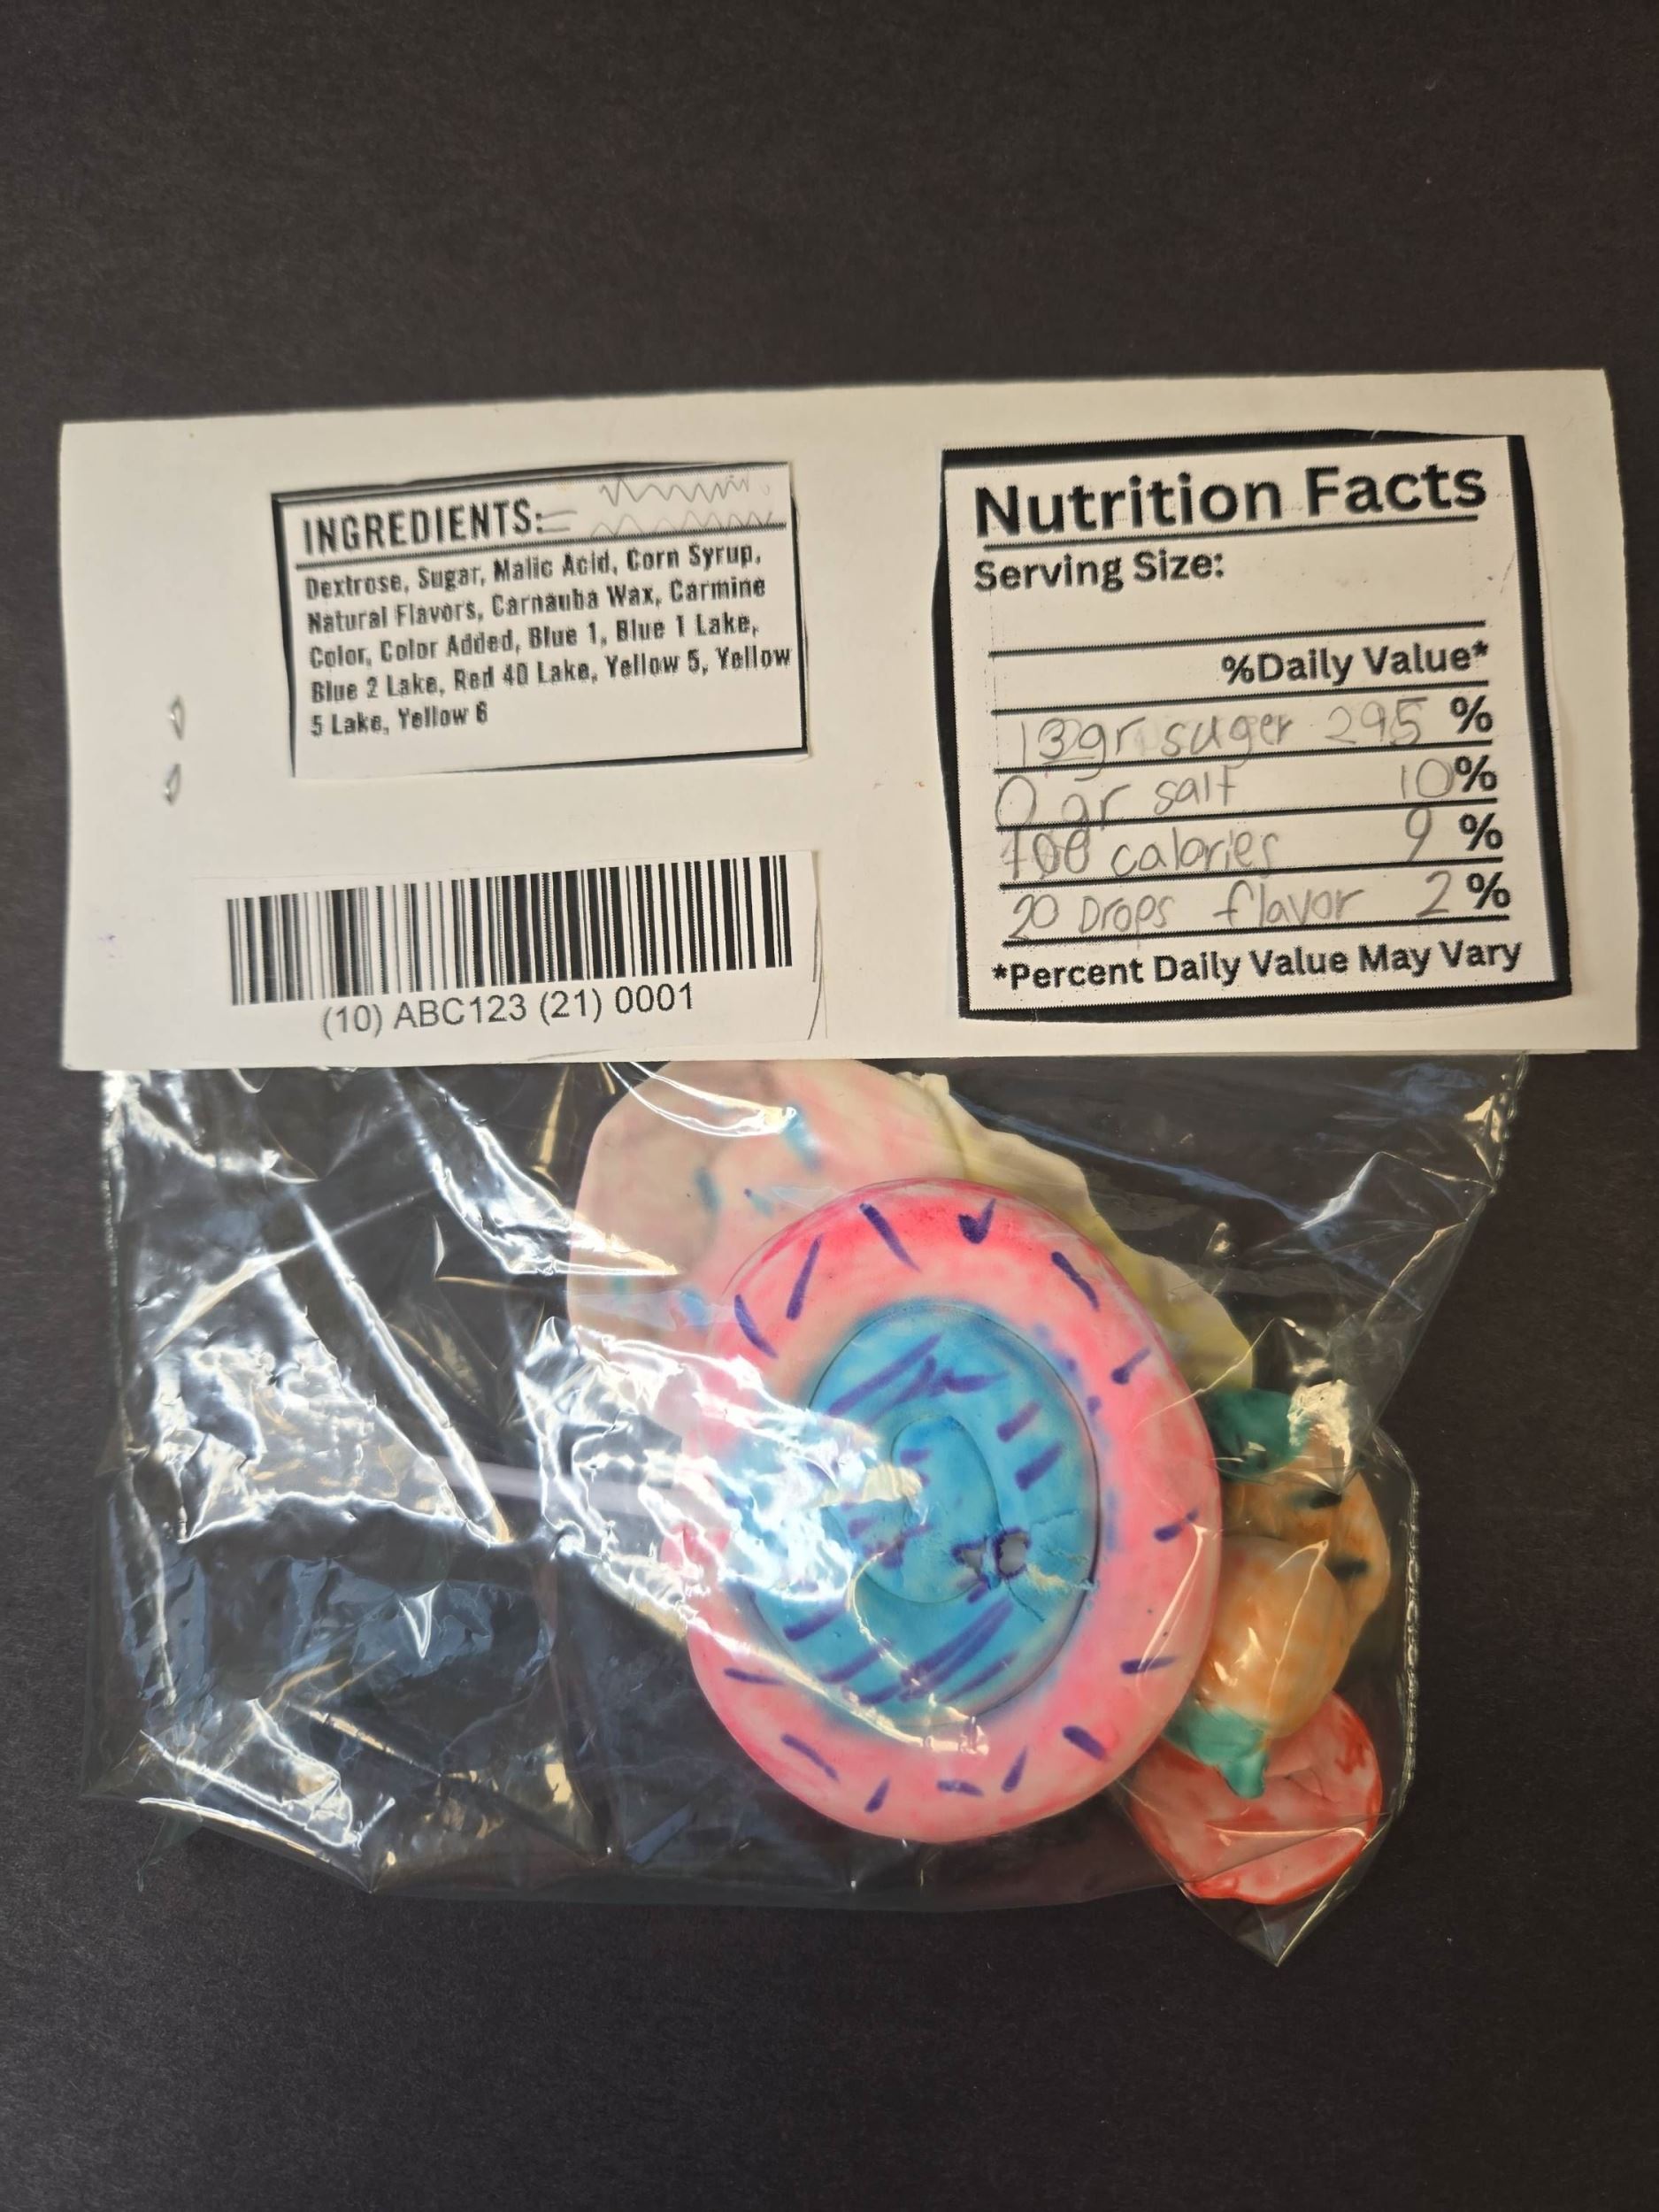 INGREDIENTS:
Dextrose, Sugar, Malic Acid, Corn Syrup,
Natural Flavors, Carnauba Wax, Carmine
Color, Color Added, Blue 1, Blue 1 Lake,
Blue 2 Lake, Red 40 Lake, Yellow 5, Yellow
5 Lake, Yellow 6
(10) ABC123 (21) 0001
Nutrition Facts
Serving Size:
%Daily Value*
gr suger 295 %
0 gr salt 10%
calories 9 %
20 Drops flavor 2%
*Percent Daily Value May Vary